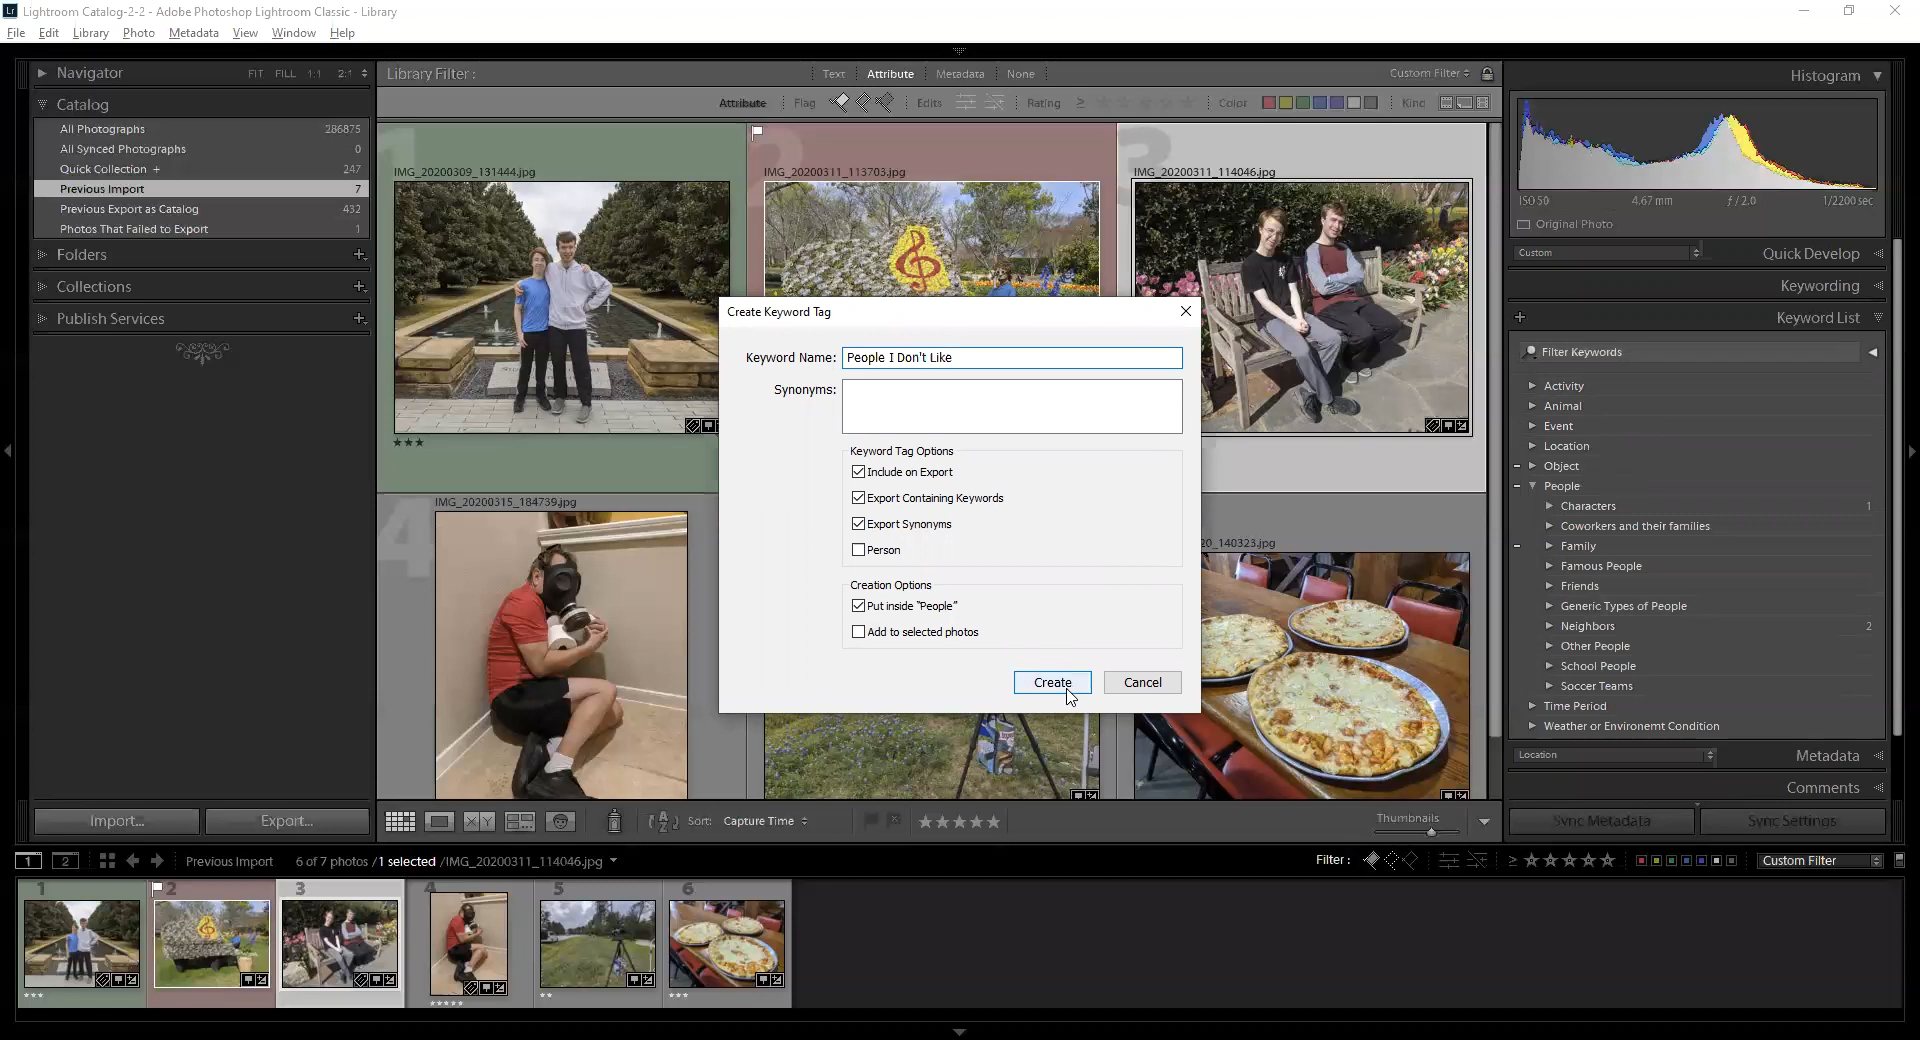 Lr Lightroom Catalog-2-2 - Adobe Photoshop Lightroom Classic - Library
File Edit Library Photo Metadata View Window Help
Navigator FIT FILL 1:1 2:1
Catalog
All Photographs 286875
All Synced Photographs 0
Quick Collection + 247
Previous Import 7
Previous Export as Catalog 432
Photos That Failed to Export 1
Folders
Collections
Publish Services
Import... Export...
Library Filter : Text Attribute Metadata None Custom Filter
Attribute Flag Edits Rating ≥ Color Kind
1 IMG_20200309_131444.jpg
2 IMG_20200311_113703.jpg
3 IMG_20200311_114046.jpg
4 IMG_20200315_184739.jpg
20_140323.jpg
Create Keyword Tag
Keyword Name: People I Don't Like
Synonyms:
Keyword Tag Options
Include on Export
Export Containing Keywords
Export Synonyms
Person
Creation Options
Put inside "People"
Add to selected photos
Create Cancel
Histogram
ISO 50 4.67 mm ƒ / 2.0 1/2200 sec
Original Photo
Custom Quick Develop
Keywording
Keyword List
Filter Keywords
Activity
Animal
Event
Location
Object
People
Characters 1
Coworkers and their families
Family
Famous People
Friends
Generic Types of People
Neighbors 2
Other People
School People
Soccer Teams
Time Period
Weather or Environemt Condition
Location Metadata
Comments
Sync Metadata Sync Settings
X Y Sort: Capture Time Thumbnails
1 2 Previous Import 6 of 7 photos / 1 selected / IMG_20200311_114046.jpg Filter : ≥ Custom Filter
1 2 3 4 5 6